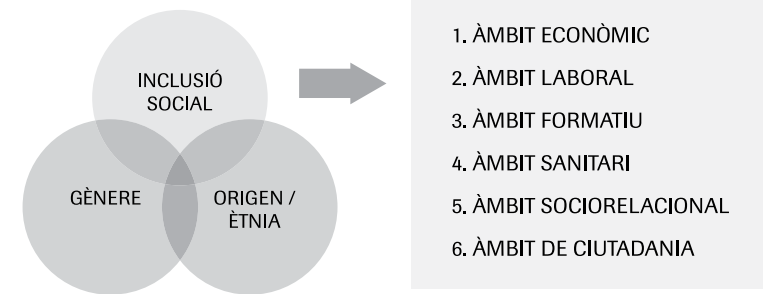 INCLUSIÓ
SOCIAL
GÈNERE
ORIGEN /
ÈTNIA
1. ÀMBIT ECONÒMIC
2. ÀMBIT LABORAL
3. ÀMBIT FORMATIU
4. ÀMBIT SANITARI
5. ÀMBIT SOCIORELACIONAL
6. ÀMBIT DE CIUTADANIA